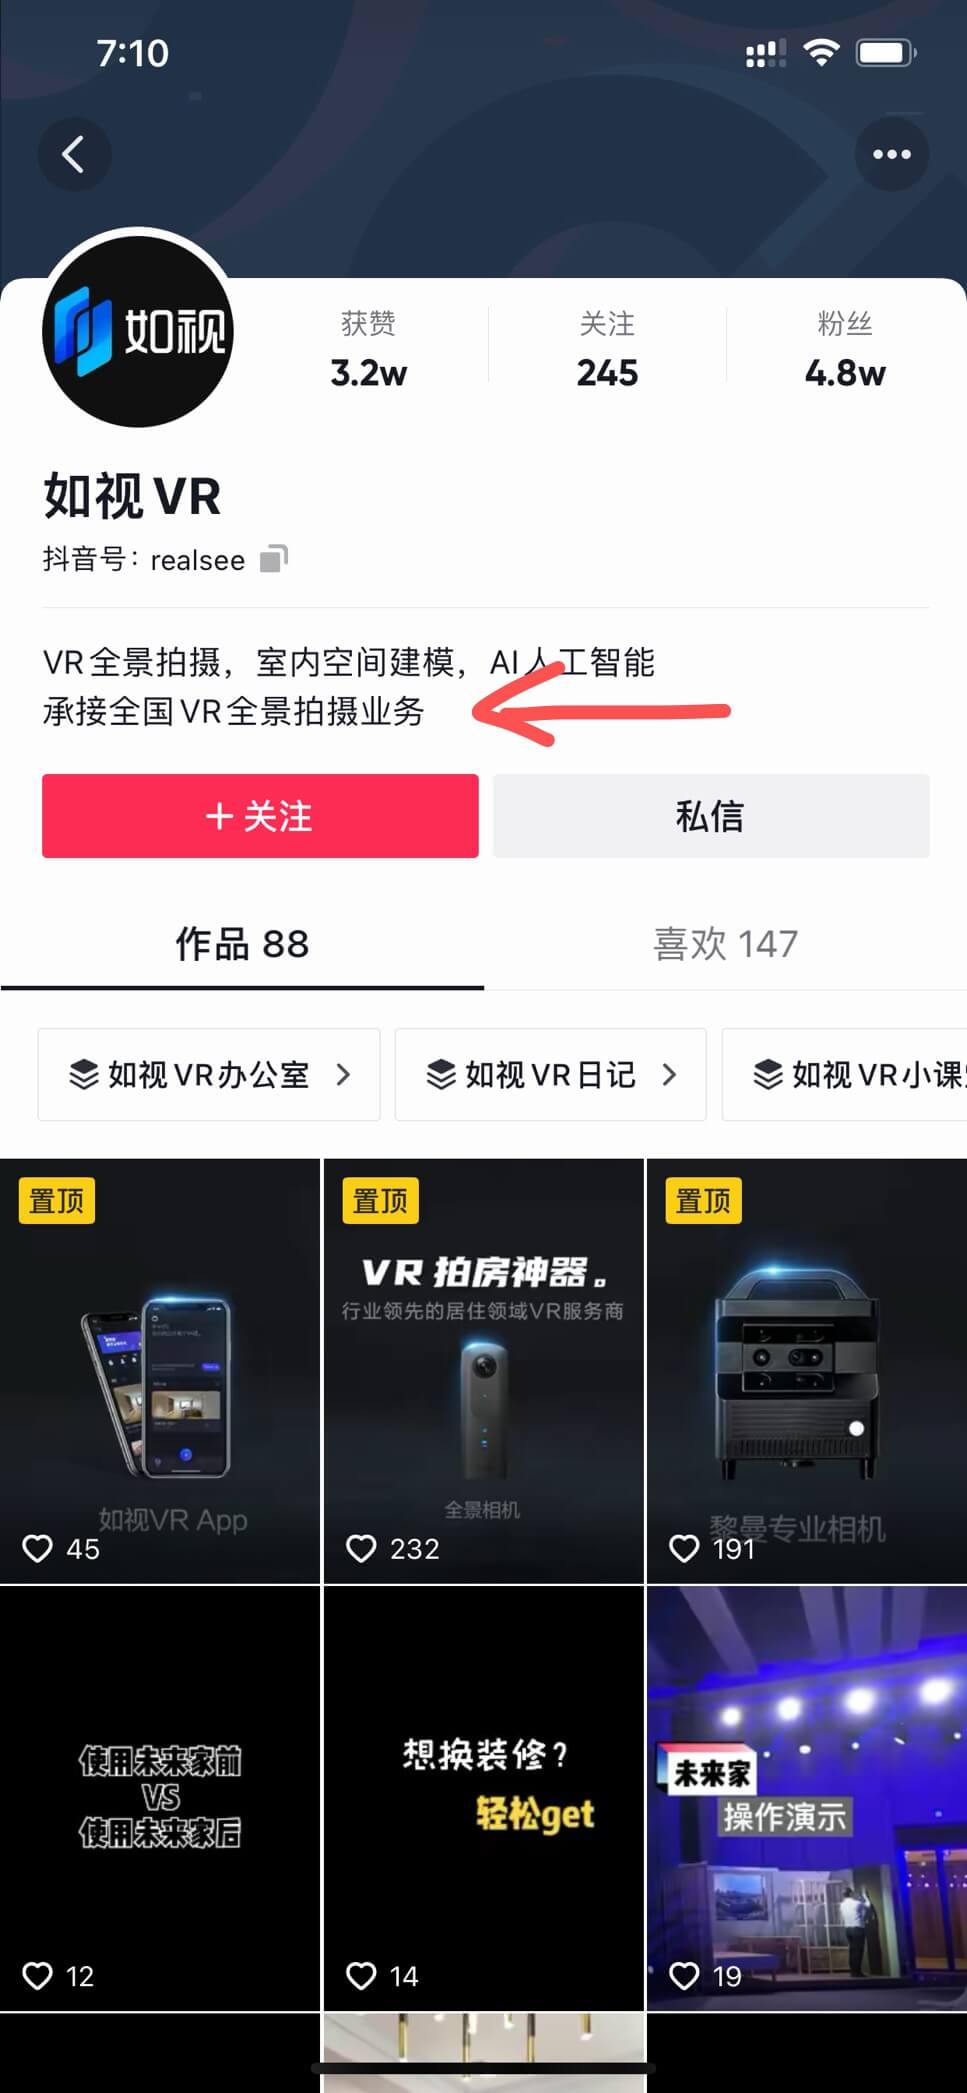 7:10
如视
获赞
3.2w
关注
245
粉丝
4.8w
如视VR
抖音号：realsee
VR全景拍摄，室内空间建模，AI人工智能
承接全国VR全景拍摄业务
+关注
私信
作品 88
喜欢 147
如视VR办公室
如视VR日记
如视VR小课
置顶
如视VR App
45
置顶
VR 拍房神器。
行业领先的居住领域VR服务商
全景相机
232
置顶
黎曼专业相机
191
使用未来家前
VS
使用未来家后
12
想换装修？
轻松get
14
未来家
操作演示
19